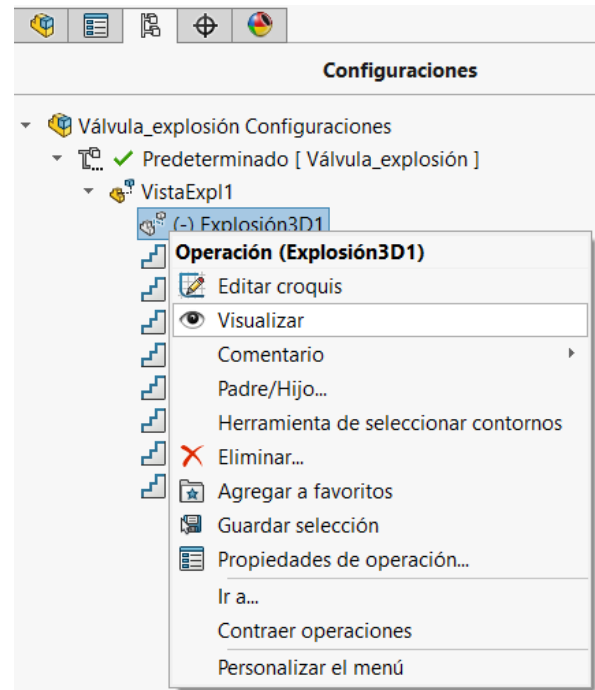 Configuraciones
Válvula_explosión Configuraciones
Predeterminado [ Válvula_explosión ]
VistaExpl1
(-) Explosión3D1
Operación (Explosión3D1)
Editar croquis
Visualizar
Comentario
Padre/Hijo...
Herramienta de seleccionar contornos
Eliminar...
Agregar a favoritos
Guardar selección
Propiedades de operación...
Ir a...
Contraer operaciones
Personalizar el menú